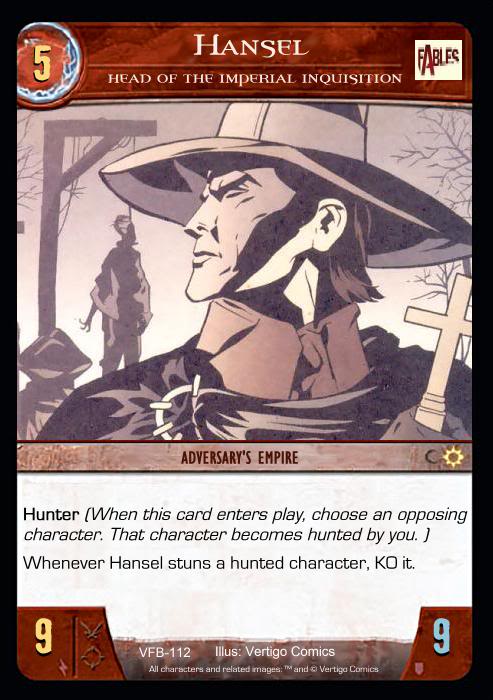 5
HANSEL
FABLES
HEAD OF THE IMPERIAL INQUISITION
ADVERSARY'S EMPIRE
Hunter (When this card enters play, choose an opposing
character. That character becomes hunted by you. )
Whenever Hansel stuns a hunted character, KO it.
9
9
VFB-112 Illus: Vertigo Comics
All characters and related images: ™ and © Vertigo Comics